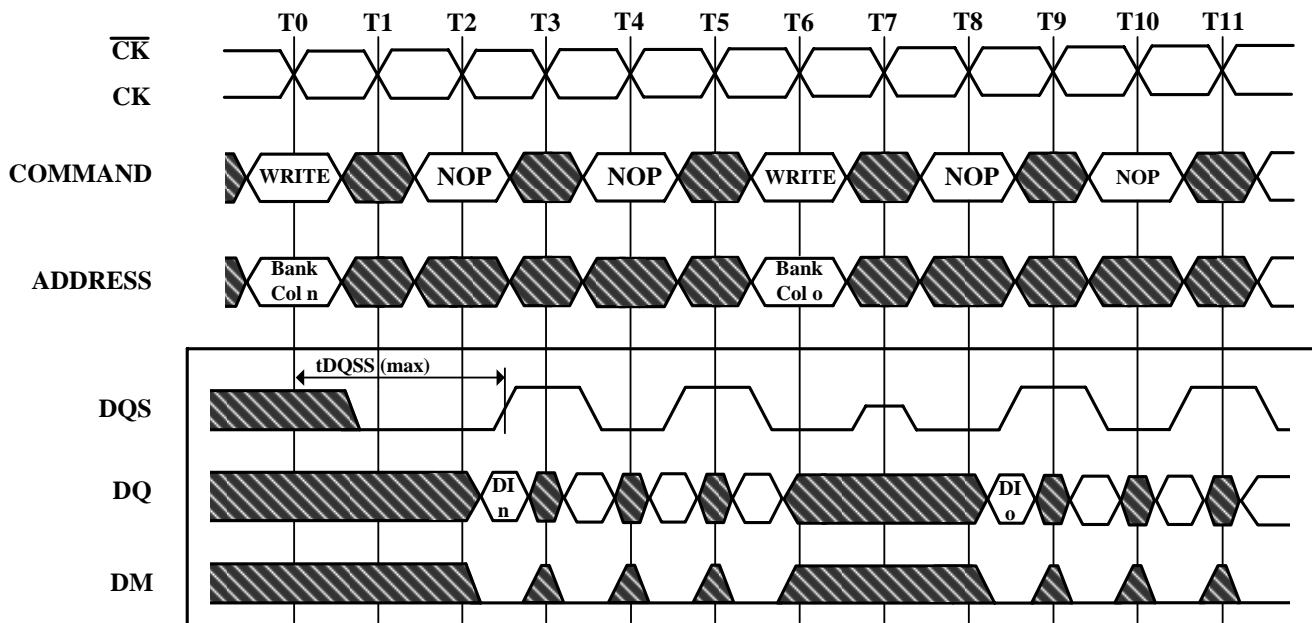 T0 T1 T2 T3 T4 T5 T6 T7 T8 T9 T10 T11
CK
CK
COMMAND WRITE NOP NOP WRITE NOP NOP
ADDRESS Bank Col n Bank Col o
tDQSS (max)
DQS
DQ DI n DI o
DM